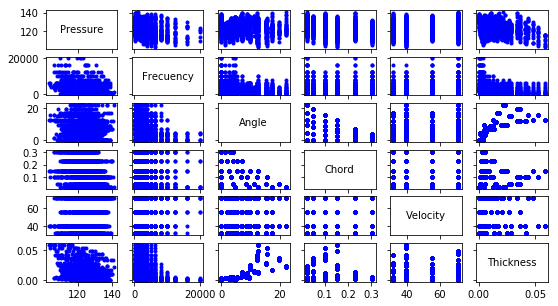 140
120
Pressure
20000
0
Frecuency
20
0
Angle
0.3
0.2
0.1
Chord
60
40
Velocity
0.05
0.00
Thickness
120 140
0 20000
0 20
0.1 0.2 0.3
40 60
0.00 0.05